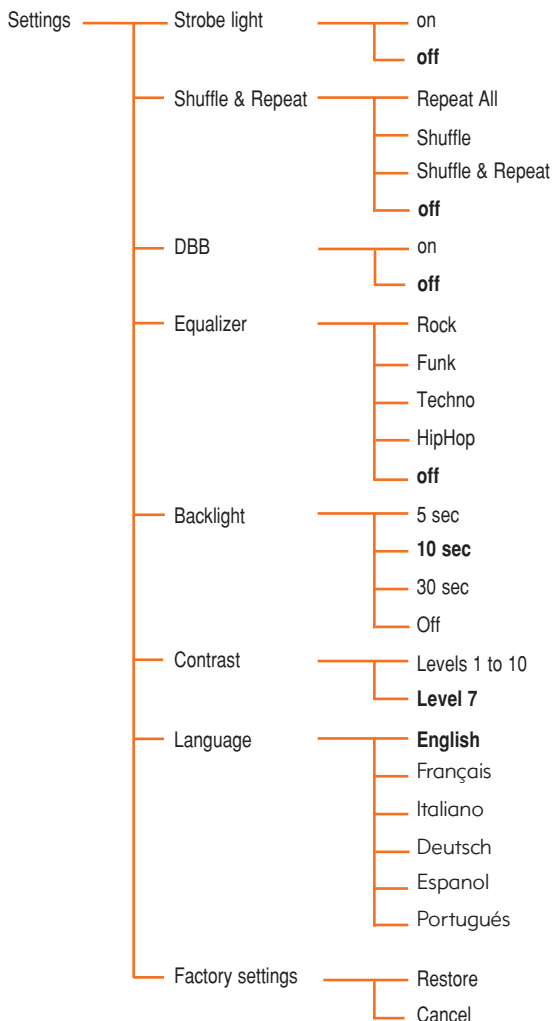 Settings Strobe light on
off
Shuffle & Repeat Repeat All
Shuffle
Shuffle & Repeat
off
DBB on
off
Equalizer Rock
Funk
Techno
HipHop
off
Backlight 5 sec
10 sec
30 sec
Off
Contrast Levels 1 to 10
Level 7
Language English
Français
Italiano
Deutsch
Espanol
Portugués
Factory settings Restore
Cancel